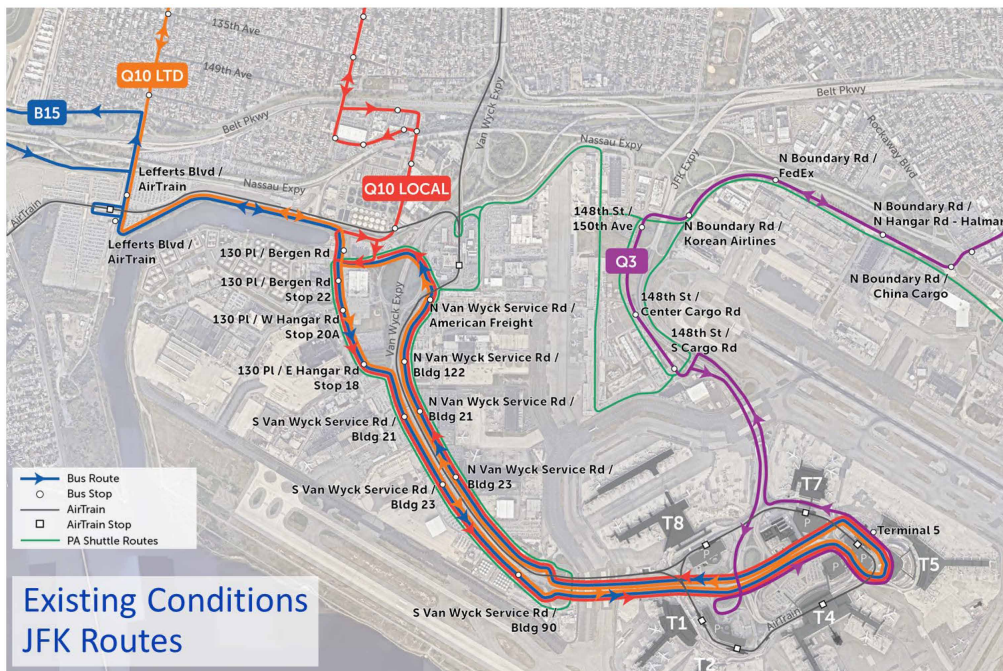 135th Ave
Q10 LTD
149th Ave
B15
Belt Pkwy
Van Wyck Expy
Belt Pkwy
Rockaway Blvd
Nassau Expy
JFK Expy
N Boundary Rd /
FedEx
Lefferts Blvd /
AirTrain
Nassau Expy
Q10 LOCAL
AirTrain
148th St /
150th Ave
N Boundary Rd /
Korean Airlines
N Boundary Rd /
N Hangar Rd - Halmar
Lefferts Blvd /
AirTrain
130 Pl / Bergen Rd
Q3
130 Pl / Bergen Rd
Stop 22
N Boundary Rd /
China Cargo
Van Wyck Expy
N Van Wyck Service Rd /
American Freight
148th St /
Center Cargo Rd
130 Pl / W Hangar Rd
Stop 20A
148th St /
S Cargo Rd
130 Pl / E Hangar Rd
Stop 18
N Van Wyck Service Rd /
Bldg 122
N Van Wyck Service Rd /
Bldg 21
S Van Wyck Service Rd /
Bldg 21
N Van Wyck Service Rd /
Bldg 23
S Van Wyck Service Rd /
Bldg 23
Bus Route
Bus Stop
AirTrain
AirTrain Stop
PA Shuttle Routes
T7
P
T8
Terminal 5
P
P
T5
S Van Wyck Service Rd /
Bldg 90
T1
P
AirTrain
T4
T2
Existing Conditions
JFK Routes